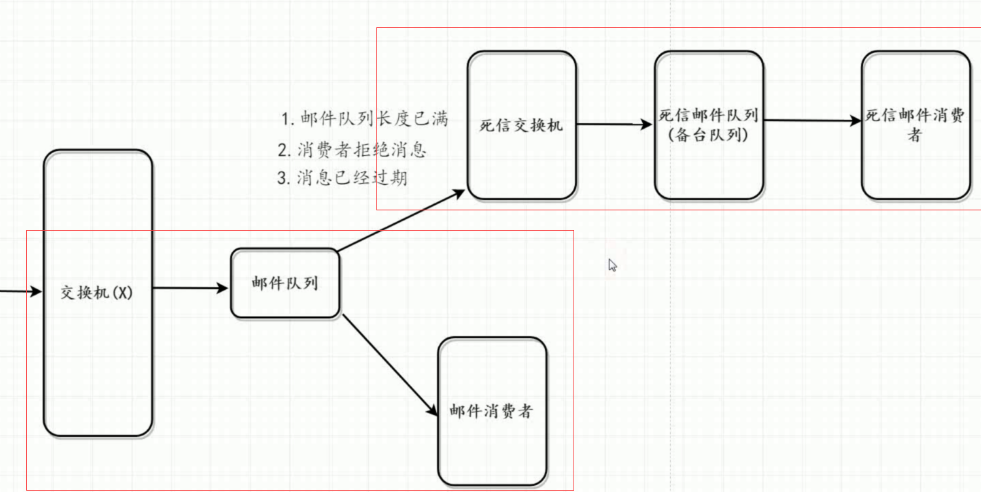 1.邮件队列长度已满
2.消费者拒绝消息
3.消息已经过期
死信交换机
死信邮件队列
(备台队列)
死信邮件消费
者
交换机(X)
邮件队列
邮件消费者